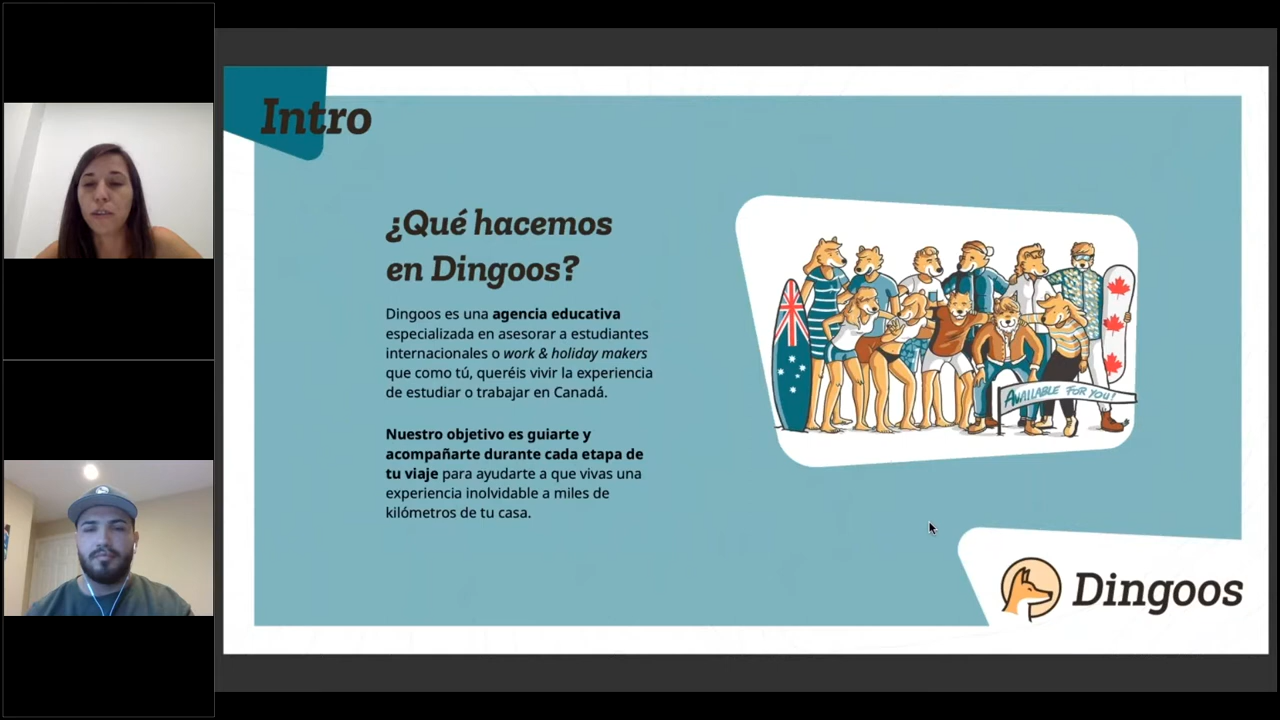 Intro
¿Qué hacemos
en Dingoos?
Dingoos es una agencia educativa
especializada en asesorar a estudiantes
internacionales o work & holiday makers
que como tú, queréis vivir la experiencia
de estudiar o trabajar en Canadá.
Nuestro objetivo es guiarte y
acompañarte durante cada etapa de
tu viaje para ayudarte a que vivas una
experiencia inolvidable a miles de
kilómetros de tu casa.
AVAILABLE FOR YOU!
Dingoos